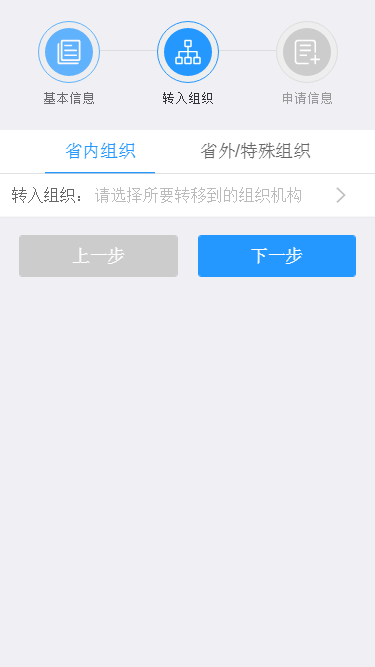 基本信息 转入组织 申请信息
省内组织 省外/特殊组织
转入组织： 请选择所要转移到的组织机构
上一步 下一步